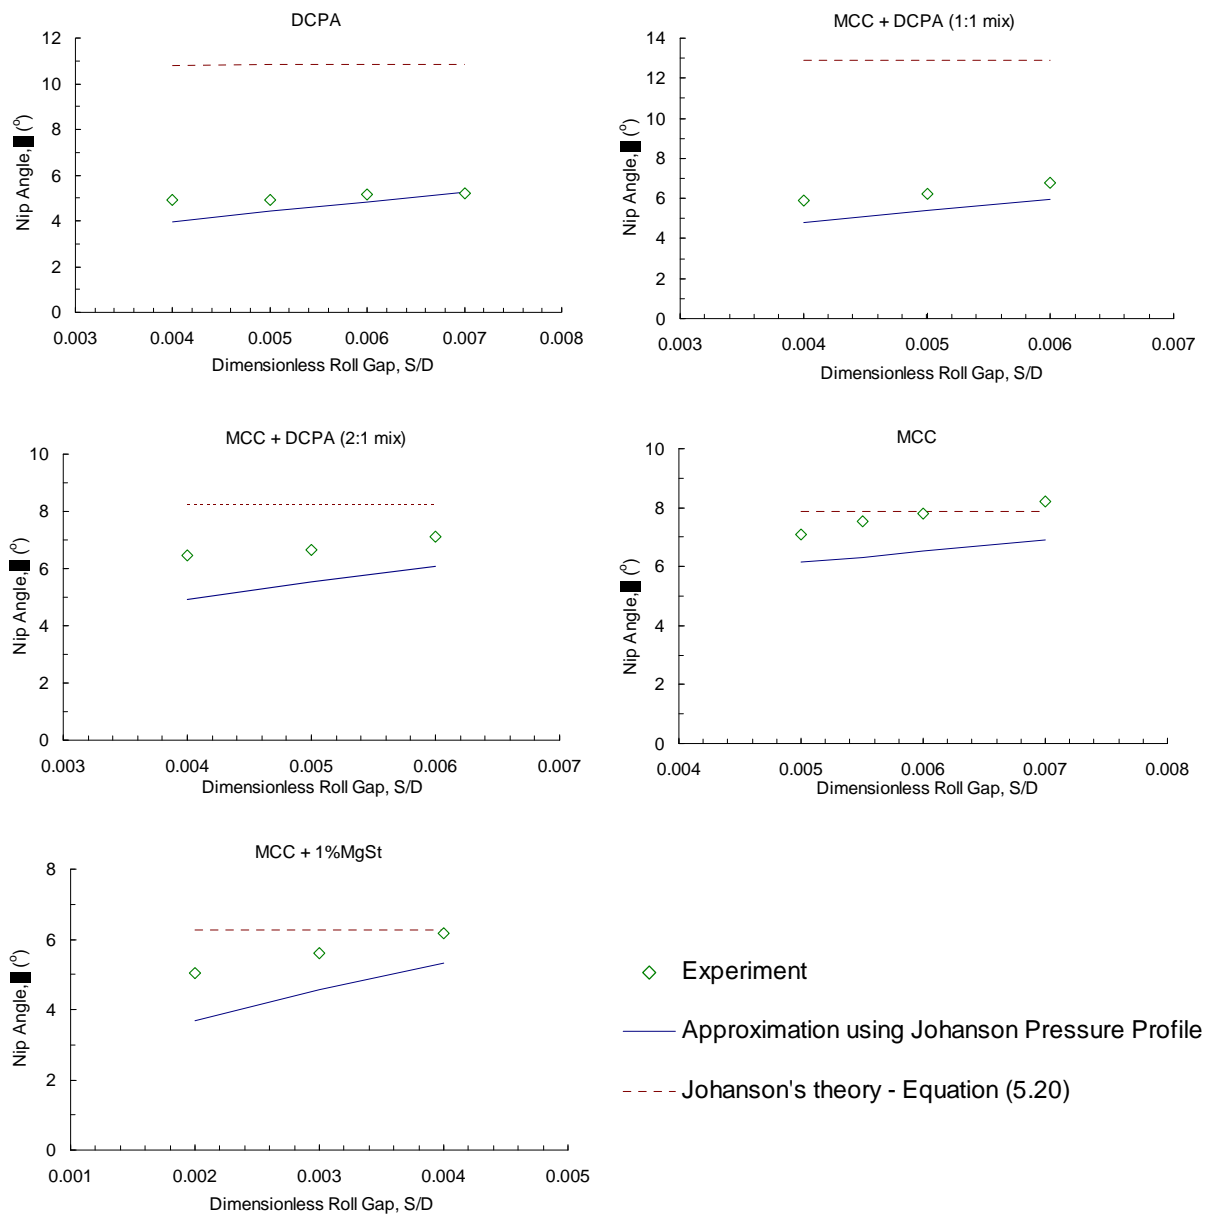 DCPA
12
10
8
6
4
2
0
Nip Angle, (°)
0.003 0.004 0.005 0.006 0.007 0.008
Dimensionless Roll Gap, S/D
MCC + DCPA (1:1 mix)
14
12
10
8
6
4
2
0
Nip Angle, (°)
0.003 0.004 0.005 0.006 0.007
Dimensionless Roll Gap, S/D
MCC + DCPA (2:1 mix)
10
8
6
4
2
0
Nip Angle, (°)
0.003 0.004 0.005 0.006 0.007
Dimensionless Roll Gap, S/D
MCC
10
8
6
4
2
0
Nip Angle, (°)
0.004 0.005 0.006 0.007 0.008
Dimensionless Roll Gap, S/D
MCC + 1%MgSt
8
6
4
2
0
Nip Angle, (°)
0.001 0.002 0.003 0.004 0.005
Dimensionless Roll Gap, S/D
Experiment
Approximation using Johanson Pressure Profile
Johanson's theory - Equation (5.20)